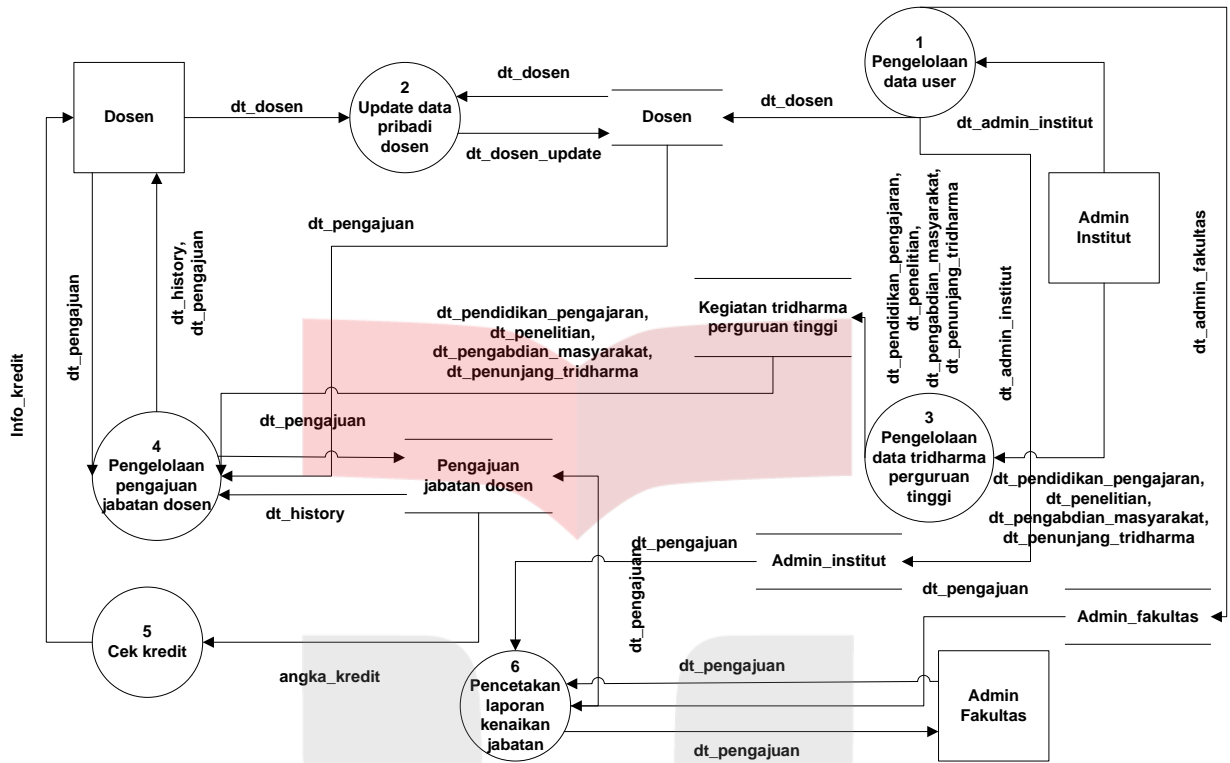 1
Pengelolaan
data user
dt_admin_institut
dt_dosen
Dosen
dt_dosen
2
Update data
pribadi
dosen
dt_dosen
dt_dosen_update
Dosen
Admin
Institut
dt_admin_fakultas
dt_pengajuan
dt_history,
dt_pengajuan
dt_pengajuan
dt_pendidikan_pengajaran,
dt_penelitian,
dt_pengabdian_masyarakat,
dt_penunjang_tridharma
dt_admin_institut
Kegiatan tridharma
perguruan tinggi
dt_pendidikan_pengajaran,
dt_penelitian,
dt_pengabdian_masyarakat,
dt_penunjang_tridharma
Info_kredit
3
Pengelolaan
data tridharma
perguruan
tinggi
dt_pendidikan_pengajaran,
dt_penelitian,
dt_pengabdian_masyarakat,
dt_penunjang_tridharma
4
Pengelolaan
pengajuan
jabatan dosen
dt_pengajuan
Pengajuan
jabatan dosen
dt_history
dt_pengajuan
dt_pengajuan
Admin_institut
dt_pengajuan
Admin_fakultas
5
Cek kredit
angka_kredit
6
Pencetakan
laporan
kenaikan
jabatan
dt_pengajuan
dt_pengajuan
Admin
Fakultas